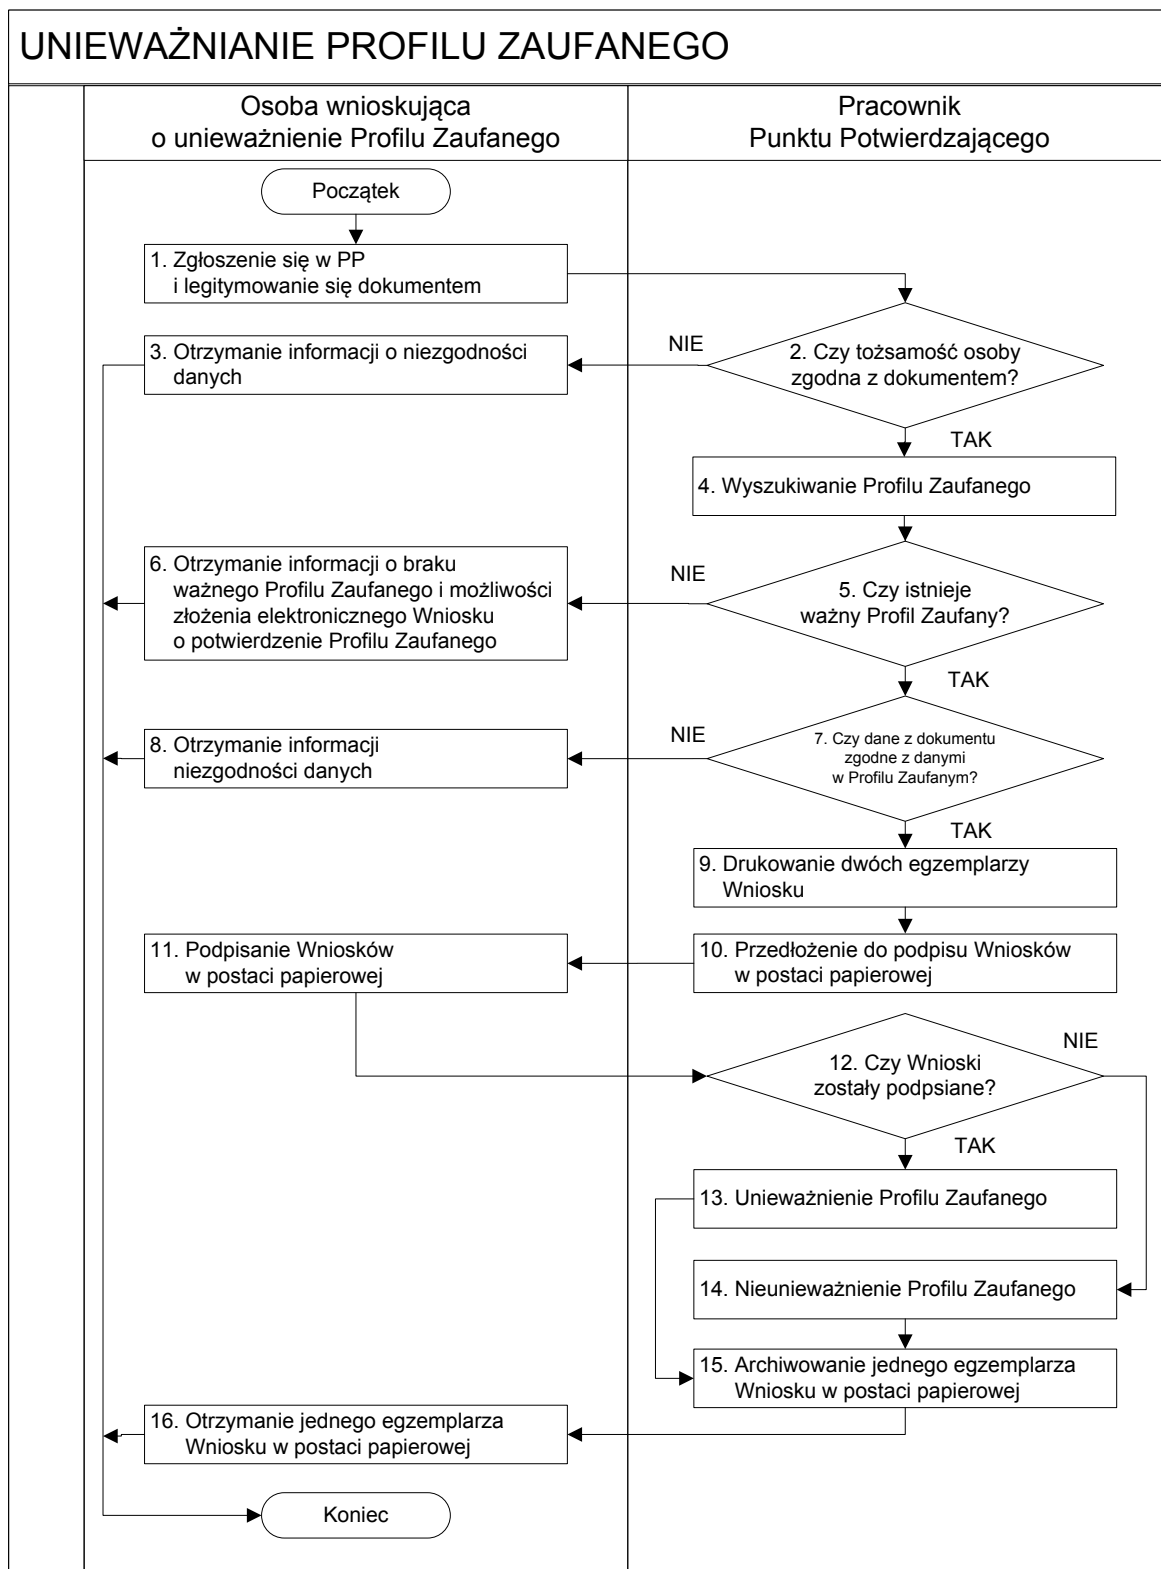 UNIEWAŻNIANIE PROFILU ZAUFANEGO
Osoba wnioskująca
o unieważnienie Profilu Zaufanego
Pracownik
Punktu Potwierdzającego
Początek
1. Zgłoszenie się w PP
i legitymowanie się dokumentem
2. Czy tożsamość osoby
zgodna z dokumentem?
NIE
3. Otrzymanie informacji o niezgodności
danych
TAK
4. Wyszukiwanie Profilu Zaufanego
5. Czy istnieje
ważny Profil Zaufany?
NIE
6. Otrzymanie informacji o braku
ważnego Profilu Zaufanego i możliwości
złożenia elektronicznego Wniosku
o potwierdzenie Profilu Zaufanego
TAK
7. Czy dane z dokumentu
zgodne z danymi
w Profilu Zaufanym?
NIE
8. Otrzymanie informacji
niezgodności danych
TAK
9. Drukowanie dwóch egzemplarzy
Wniosku
10. Przedłożenie do podpisu Wniosków
w postaci papierowej
11. Podpisanie Wniosków
w postaci papierowej
12. Czy Wnioski
zostały podpsiane?
NIE
TAK
13. Unieważnienie Profilu Zaufanego
14. Nieunieważnienie Profilu Zaufanego
15. Archiwowanie jednego egzemplarza
Wniosku w postaci papierowej
16. Otrzymanie jednego egzemplarza
Wniosku w postaci papierowej
Koniec